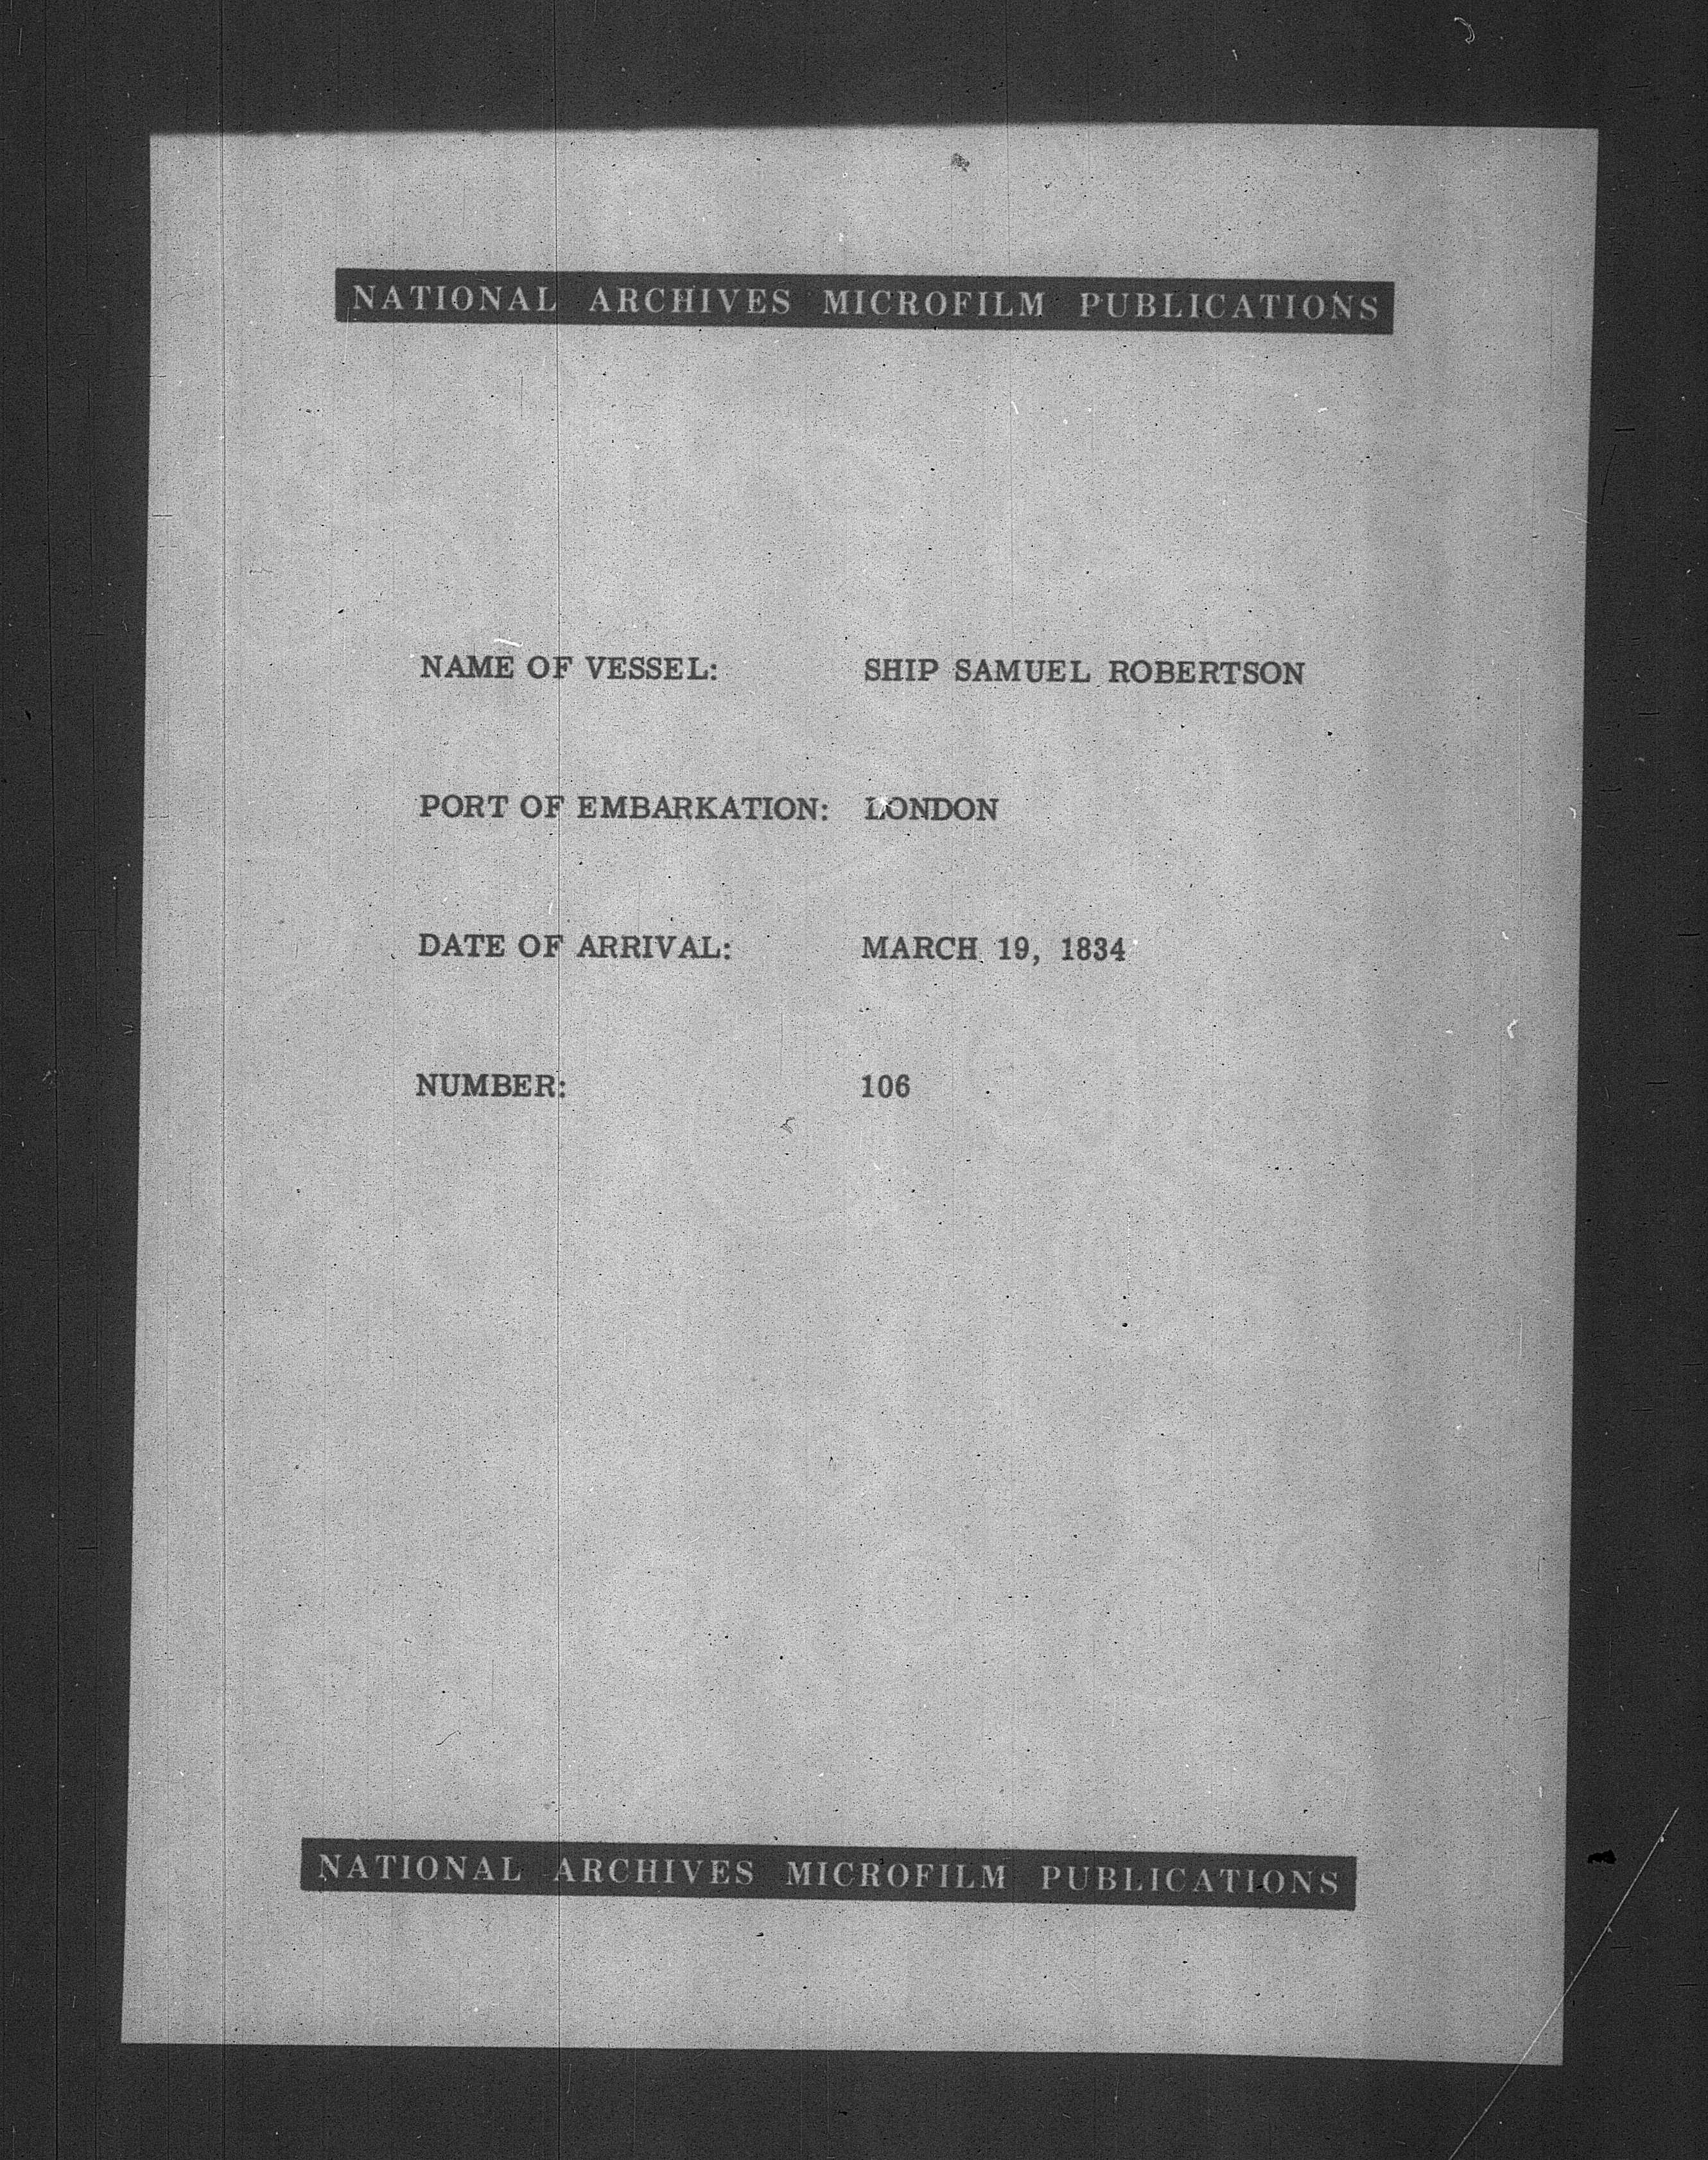 NATIONAL ARCHIVES MICROFILM PUBLICATIONS
NAME OF VESSEL: SHIP SAMUEL ROBERTSON
PORT OF EMBARKATION: LONDON
DATE OF ARRIVAL: MARCH 19, 1834
NUMBER: 106
NATIONAL ARCHIVES MICROFILM PUBLICATIONS